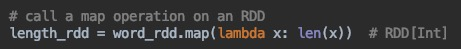 # call a map operation on an RDD
length_rdd = word_rdd.map(lambda x: len(x))  # RDD[Int]